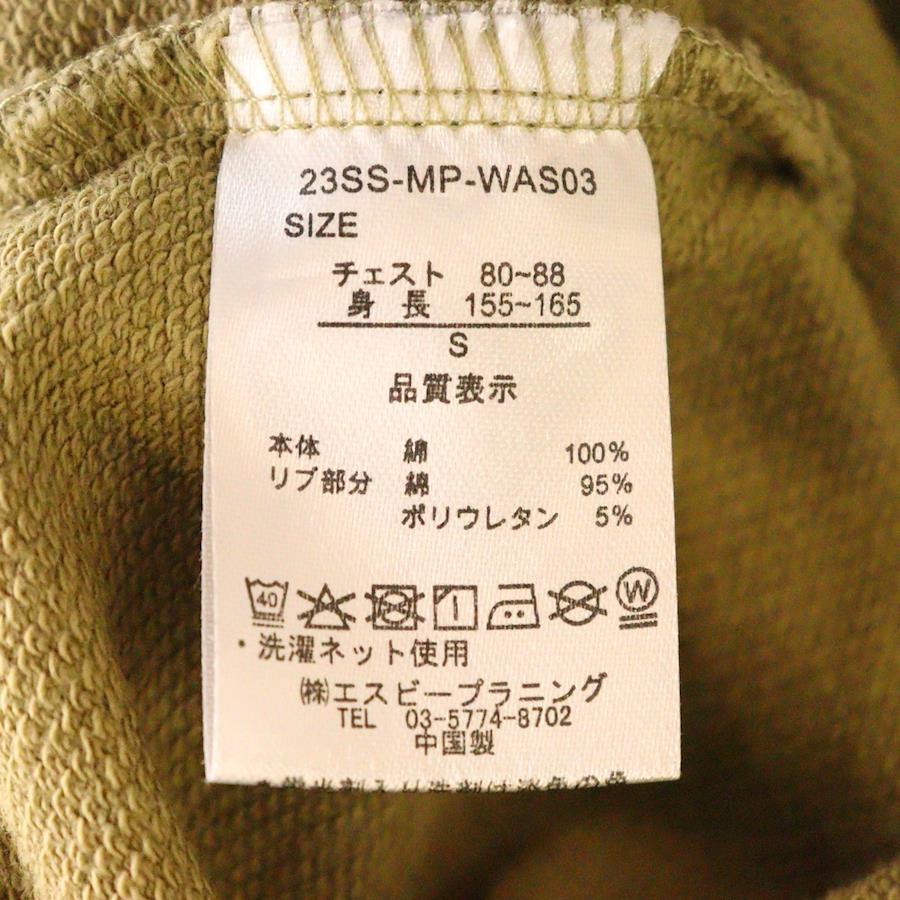 23SS-MP-WAS03
SIZE
チェスト 80~88
身長 155~165
S
品質表示
本体 綿 100%
リブ部分 綿 95%
ポリウレタン 5%
40
W
・洗濯ネット使用
㈱エスビープラニング
TEL 03-5774-8702
中国製